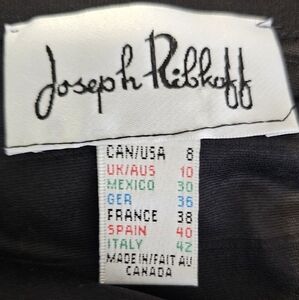 Joseph Ribkoff
CAN/USA 8
UK/AUS 10
MEXICO 30
GER 36
FRANCE 38
SPAIN 40
ITALY 42
MADE IN/FAIT AU
CANADA